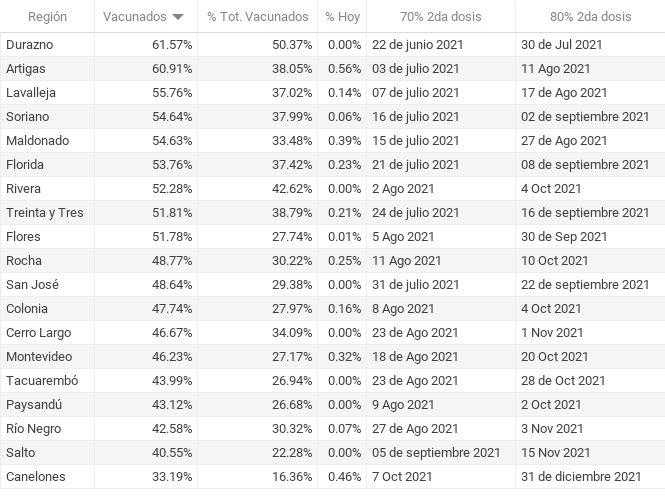 Región Vacunados % Tot. Vacunados % Hoy 70% 2da dosis 80% 2da dosis
Durazno 61.57% 50.37% 0.00% 22 de junio 2021 30 de Jul 2021
Artigas 60.91% 38.05% 0.56% 03 de julio 2021 11 Ago 2021
Lavalleja 55.76% 37.02% 0.14% 07 de julio 2021 17 de Ago 2021
Soriano 54.64% 37.99% 0.06% 16 de julio 2021 02 de septiembre 2021
Maldonado 54.63% 33.48% 0.39% 15 de julio 2021 27 de Ago 2021
Florida 53.76% 37.42% 0.23% 21 de julio 2021 08 de septiembre 2021
Rivera 52.28% 42.62% 0.00% 2 Ago 2021 4 Oct 2021
Treinta y Tres 51.81% 38.79% 0.21% 24 de julio 2021 16 de septiembre 2021
Flores 51.78% 27.74% 0.01% 5 Ago 2021 30 de Sep 2021
Rocha 48.77% 30.22% 0.25% 11 Ago 2021 10 Oct 2021
San José 48.64% 29.38% 0.00% 31 de julio 2021 22 de septiembre 2021
Colonia 47.74% 27.97% 0.16% 8 Ago 2021 4 Oct 2021
Cerro Largo 46.67% 34.09% 0.00% 23 de Ago 2021 1 Nov 2021
Montevideo 46.23% 27.17% 0.32% 18 de Ago 2021 20 Oct 2021
Tacuarembó 43.99% 26.94% 0.00% 23 de Ago 2021 28 de Oct 2021
Paysandú 43.12% 26.68% 0.00% 9 Ago 2021 2 Oct 2021
Río Negro 42.58% 30.32% 0.07% 27 de Ago 2021 3 Nov 2021
Salto 40.55% 22.28% 0.00% 05 de septiembre 2021 15 Nov 2021
Canelones 33.19% 16.36% 0.46% 7 Oct 2021 31 de diciembre 2021